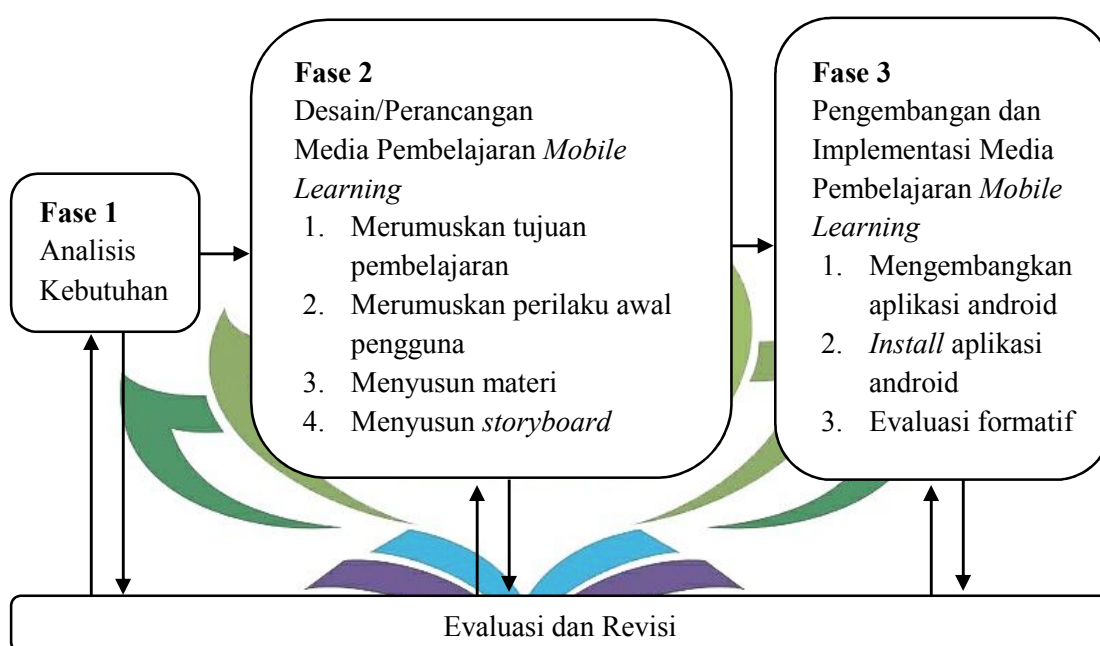 Fase 1
Analisis
Kebutuhan
Fase 2
Desain/Perancangan
Media Pembelajaran Mobile
Learning
1. Merumuskan tujuan
pembelajaran
2. Merumuskan perilaku awal
pengguna
3. Menyusun materi
4. Menyusun storyboard
Fase 3
Pengembangan dan
Implementasi Media
Pembelajaran Mobile
Learning
1. Mengembangkan
aplikasi android
2. Install aplikasi
android
3. Evaluasi formatif
Evaluasi dan Revisi